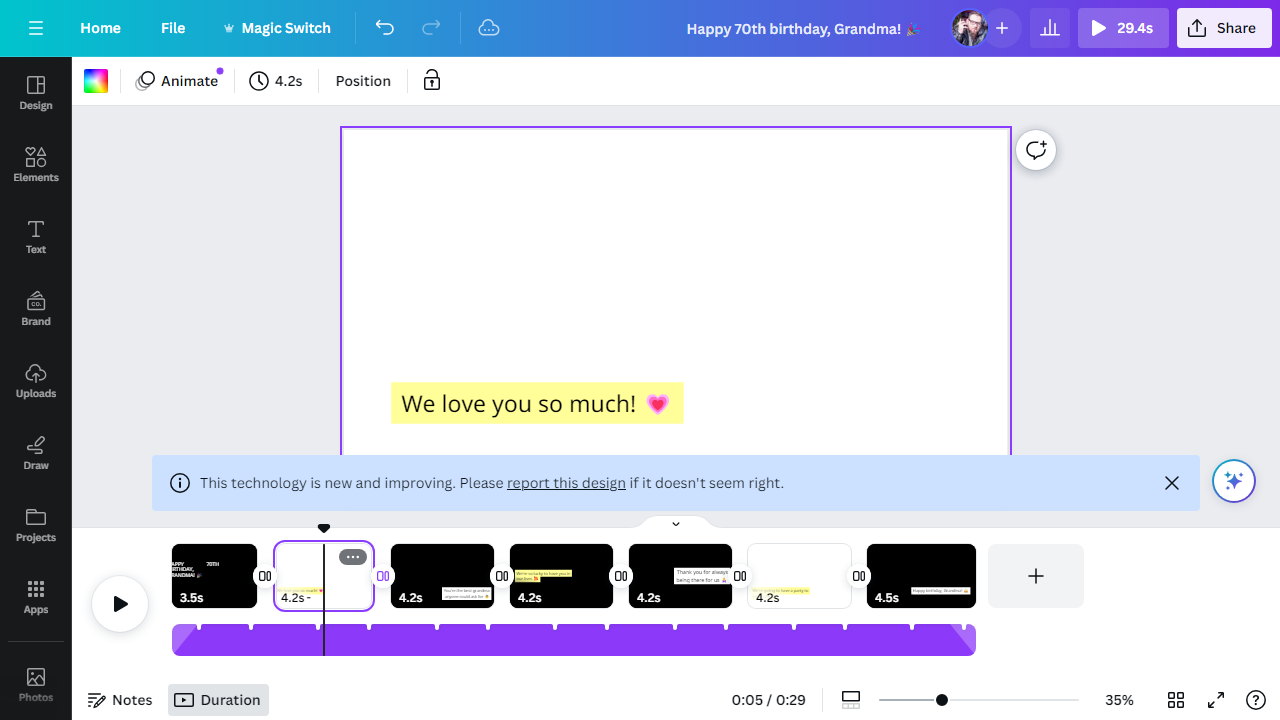 Home
File
Magic Switch
Happy 70th birthday, Grandma! 🎉
29.4s
Share
Design
Elements
Text
CO.
Brand
Uploads
Draw
Projects
Apps
Photos
Animate
4.2s
Position
We love you so much! 💗
This technology is new and improving. Please report this design if it doesn't seem right.
3.5s
4.2s -
4.2s
4.2s
Thank you for always
being there for us
4.2s
4.2s
Happy birthday, Grandma!
4.5s
Notes
Duration
0:05 / 0:29
35%